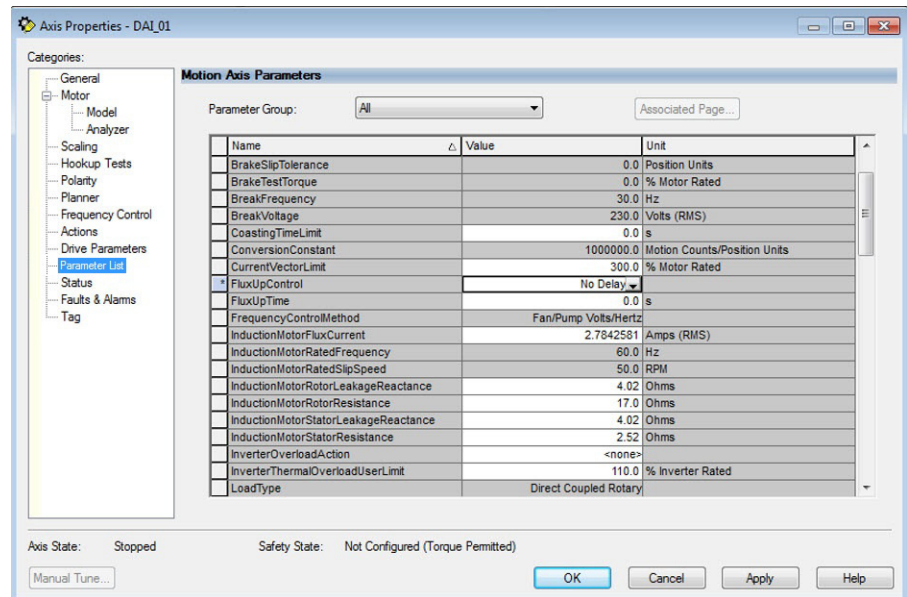 Axis Properties - DAI_01
Categories:
General
Motor
Model
Analyzer
Scaling
Hookup Tests
Polarity
Planner
Frequency Control
Actions
Drive Parameters
Parameter List
Status
Faults & Alarms
Tag
Motion Axis Parameters
Parameter Group: All Associated Page...
Name Value Unit
BrakeSlipTolerance 0.0 Position Units
BrakeTestTorque 0.0 % Motor Rated
BreakFrequency 30.0 Hz
BreakVoltage 230.0 Volts (RMS)
CoastingTimeLimit 0.0 s
ConversionConstant 1000000.0 Motion Counts/Position Units
CurrentVectorLimit 300.0 % Motor Rated
* FluxUpControl No Delay
FluxUpTime 0.0 s
FrequencyControlMethod Fan/Pump Volts/Hertz
InductionMotorFluxCurrent 2.7842581 Amps (RMS)
InductionMotorRatedFrequency 60.0 Hz
InductionMotorRatedSlipSpeed 50.0 RPM
InductionMotorRotorLeakageReactance 4.02 Ohms
InductionMotorRotorResistance 17.0 Ohms
InductionMotorStatorLeakageReactance 4.02 Ohms
InductionMotorStatorResistance 2.52 Ohms
InverterOverloadAction <none>
InverterThermalOverloadUserLimit 110.0 % Inverter Rated
LoadType Direct Coupled Rotary
Axis State: Stopped Safety State: Not Configured (Torque Permitted)
Manual Tune... OK Cancel Apply Help